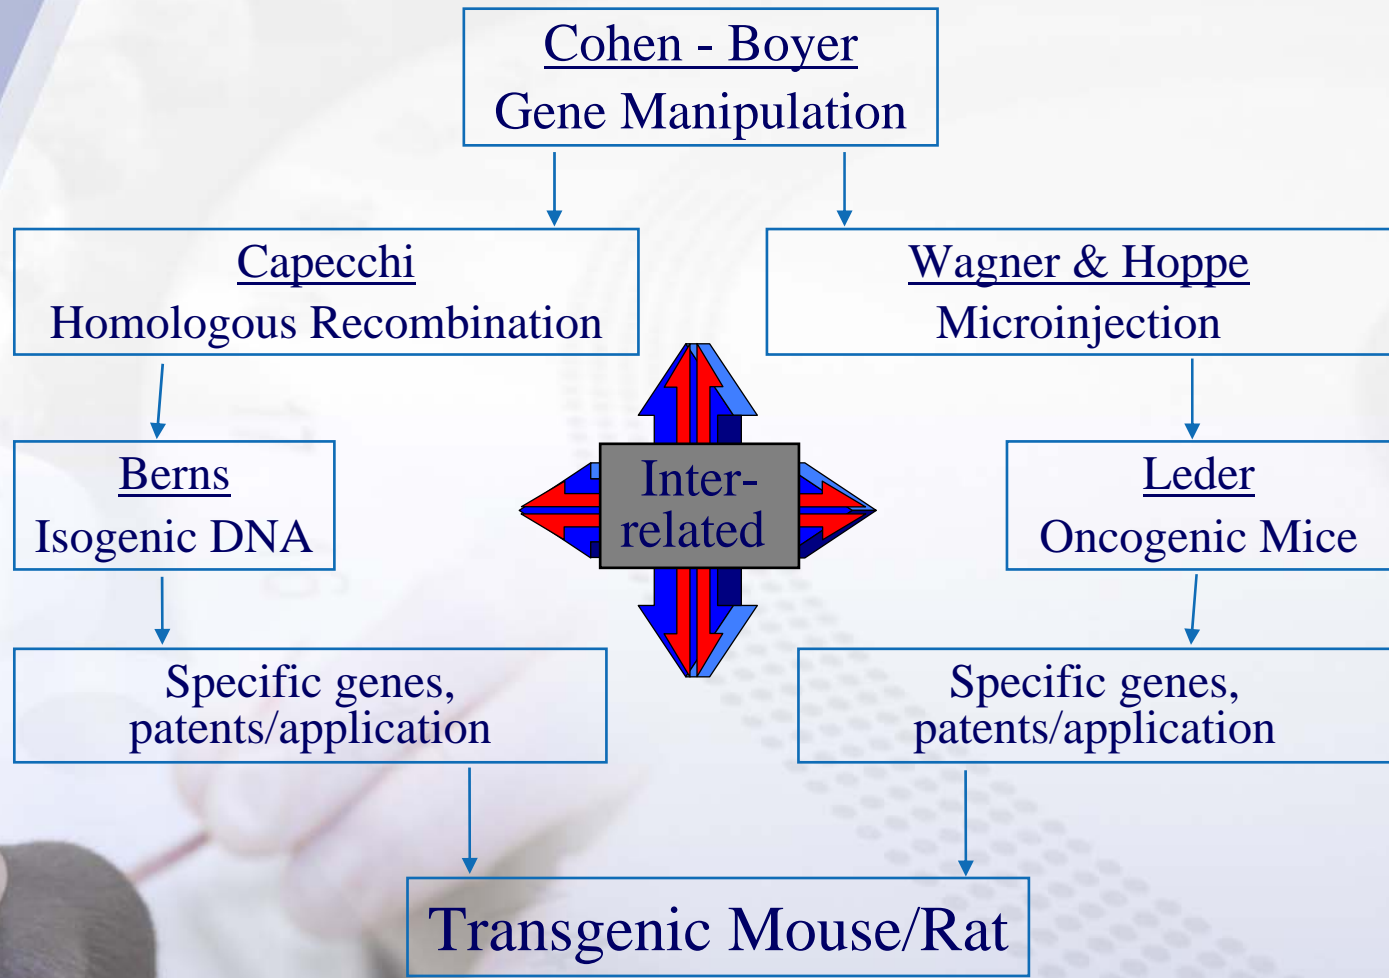 Cohen - Boyer
Gene Manipulation
Capecchi
Homologous Recombination
Wagner & Hoppe
Microinjection
Berns
Isogenic DNA
Inter-
related
Leder
Oncogenic Mice
Specific genes,
patents/application
Specific genes,
patents/application
Transgenic Mouse/Rat